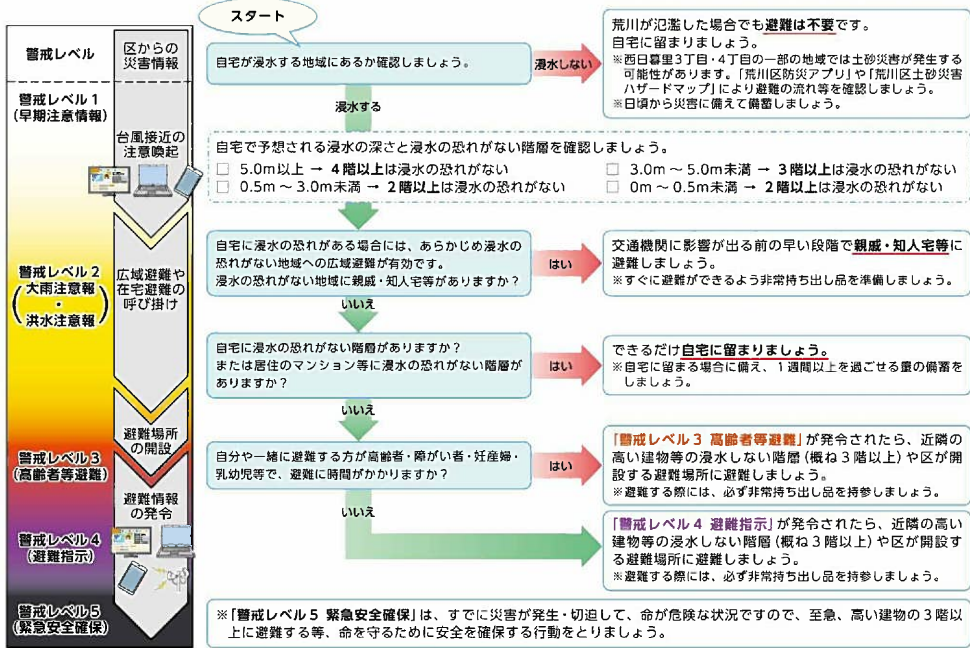 スタート
警戒レベル
区からの
災害情報
警戒レベル1
(早期注意情報)
台風接近の
注意喚起
警戒レベル2
大雨注意報
・
洪水注意報
広域避難や
在宅避難の
呼び掛け
避難場所
の開設
警戒レベル3
(高齢者等避難)
避難情報
の発令
警戒レベル4
(避難指示)
警戒レベル5
(緊急安全確保)
自宅が浸水する地域にあるか確認しましょう。
浸水しない
荒川が氾濫した場合でも避難は不要です。
自宅に留まりましょう。
※西日暮里3丁目・4丁目の一部の地域では土砂災害が発生する
可能性があります。「荒川区防災アプリ」や「荒川区土砂災害
ハザードマップ」により避難の流れ等を確認しましょう。
※日頃から災害に備えて備蓄しましょう。
浸水する
自宅で予想される浸水の深さと浸水の恐れがない階層を確認しましょう。
□ 5.0m以上 → 4階以上は浸水の恐れがない
□ 3.0m ~ 5.0m未満 → 3階以上は浸水の恐れがない
□ 0.5m ~ 3.0m未満 → 2階以上は浸水の恐れがない
□ 0m ~ 0.5m未満 → 2階以上は浸水の恐れがない
自宅に浸水の恐れがある場合には、あらかじめ浸水の
恐れがない地域への広域避難が有効です。
浸水の恐れがない地域に親戚・知人宅等がありますか?
はい
交通機関に影響が出る前の早い段階で親戚・知人宅等に
避難しましょう。
※すぐに避難ができるよう非常持ち出し品を準備しましょう。
いいえ
自宅に浸水の恐れがない階層がありますか?
または居住のマンション等に浸水の恐れがない階層が
ありますか?
はい
できるだけ自宅に留まりましょう。
※自宅に留まる場合に備え、1週間以上を過ごせる量の備蓄を
しましょう。
いいえ
自分や一緒に避難する方が高齢者・障がい者・妊産婦・
乳幼児等で、避難に時間がかかりますか?
はい
「警戒レベル3 高齢者等避難」が発令されたら、近隣の
高い建物等の浸水しない階層(概ね3階以上)や区が開
設する避難場所に避難しましょう。
※避難する際には、必ず非常持ち出し品を持参しましょう。
いいえ
「警戒レベル4 避難指示」が発令されたら、近隣の高い
建物等の浸水しない階層(概ね3階以上)や区が開設す
る避難場所に避難しましょう。
※避難する際には、必ず非常持ち出し品を持参しましょう。
※「警戒レベル5 緊急安全確保」は、すでに災害が発生・切迫して、命が危険な状況ですので、至急、高い建物の3階以
上に避難する等、命を守るために安全を確保する行動をとりましょう。